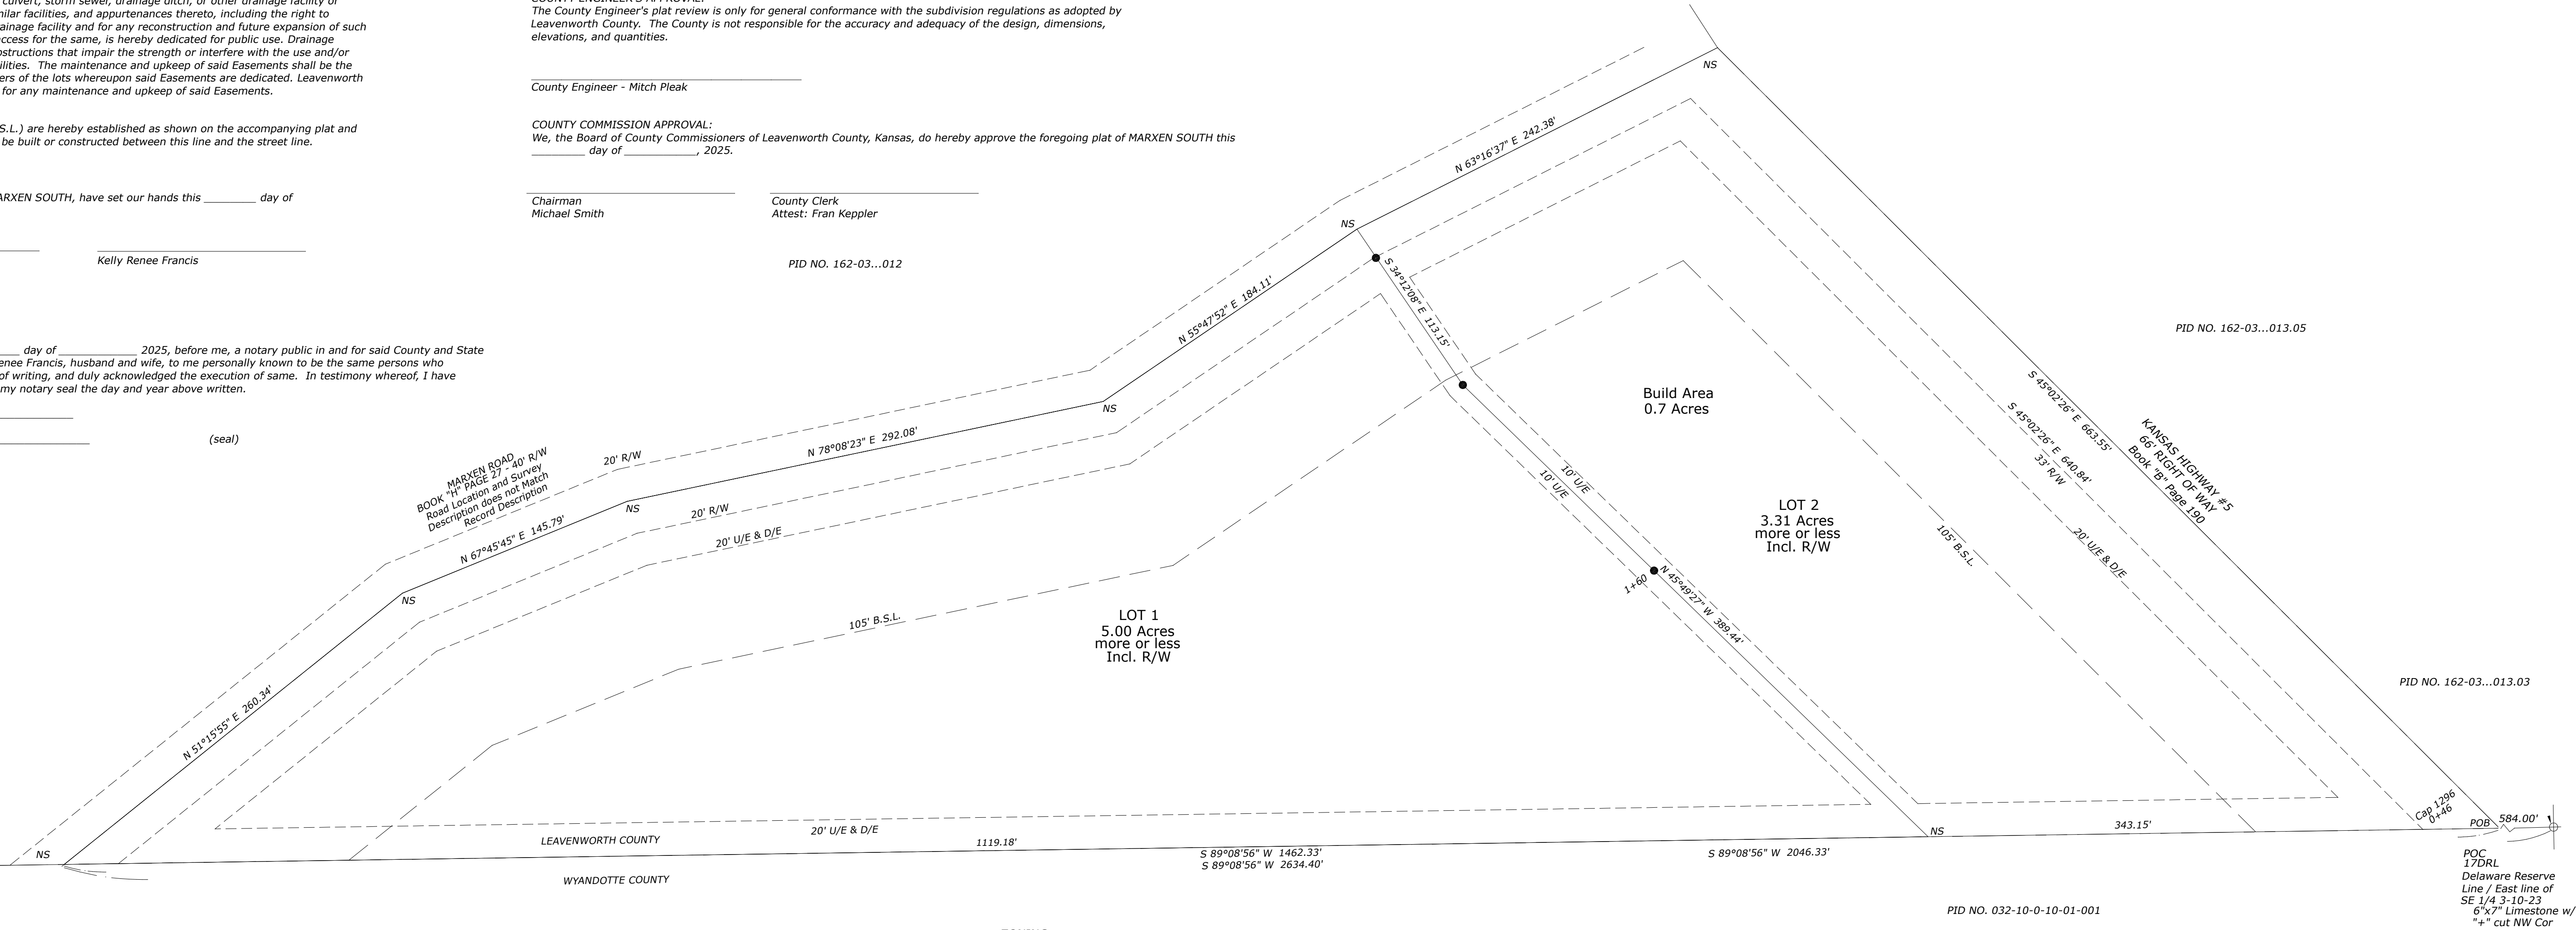 culvert, storm sewer, drainage ditch, or other drainage facility or
nilar facilities, and appurtenances thereto, including the right to
ainage facility and for any reconstruction and future expansion of such
ccess for the same, is hereby dedicated for public use. Drainage
bstructions that impair the strength or interfere with the use and/or
ilities. The maintenance and upkeep of said Easements shall be the
ers of the lots whereupon said Easements are dedicated. Leavenworth
for any maintenance and upkeep of said Easements.
S.L.) are hereby established as shown on the accompanying plat and
be built or constructed between this line and the street line.
ARXEN SOUTH, have set our hands this ________ day of
Kelly Renee Francis
___ day of ____________ 2025, before me, a notary public in and for said County and State
enee Francis, husband and wife, to me personally known to be the same persons who
of writing, and duly acknowledged the execution of same. In testimony whereof, I have
my notary seal the day and year above written.
(seal)
COUNTY ENGINEER'S APPROVAL:
The County Engineer's plat review is only for general conformance with the subdivision regulations as adopted by
Leavenworth County. The County is not responsible for the accuracy and adequacy of the design, dimensions,
elevations, and quantities.
County Engineer - Mitch Pleak
COUNTY COMMISSION APPROVAL:
We, the Board of County Commissioners of Leavenworth County, Kansas, do hereby approve the foregoing plat of MARXEN SOUTH this
________ day of ___________, 2025.
Chairman
Michael Smith
County Clerk
Attest: Fran Keppler
PID NO. 162-03...012
NS
N 63°16'37" E 242.38'
NS
N 55°47'52" E 184.11'
S 34°12'08" E 113.15'
NS
N 78°08'23" E 292.08'
20' R/W
MARXEN ROAD
BOOK "H" PAGE 27 - 40' R/W
Road Location and Survey
Description does not Match
Record Description
NS
N 67°45'45" E 145.79'
20' R/W
20' U/E & D/E
NS
N 51°15'55" E 260.34'
105' B.S.L.
LOT 1
5.00 Acres
more or less
Incl. R/W
Build Area
0.7 Acres
10' U/E
10' U/E
1+60
N 45°49'27" W 389.44'
LOT 2
3.31 Acres
more or less
Incl. R/W
105' B.S.L.
20' U/E & D/E
33' R/W
S 45°02'26" E 640.84'
S 45°02'26" E 663.55'
KANSAS HIGHWAY #5
66' RIGHT OF WAY
Book "B" Page 190
PID NO. 162-03...013.05
PID NO. 162-03...013.03
NS
LEAVENWORTH COUNTY
20' U/E & D/E
1119.18'
WYANDOTTE COUNTY
S 89°08'56" W 1462.33'
S 89°08'56" W 2634.40'
S 89°08'56" W 2046.33'
NS
343.15'
Cap 1296
0+46
POB
584.00'
POC
17DRL
Delaware Reserve
Line / East line of
SE 1/4 3-10-23
6"x7" Limestone w/
"+" cut NW Cor
PID NO. 032-10-0-10-01-001